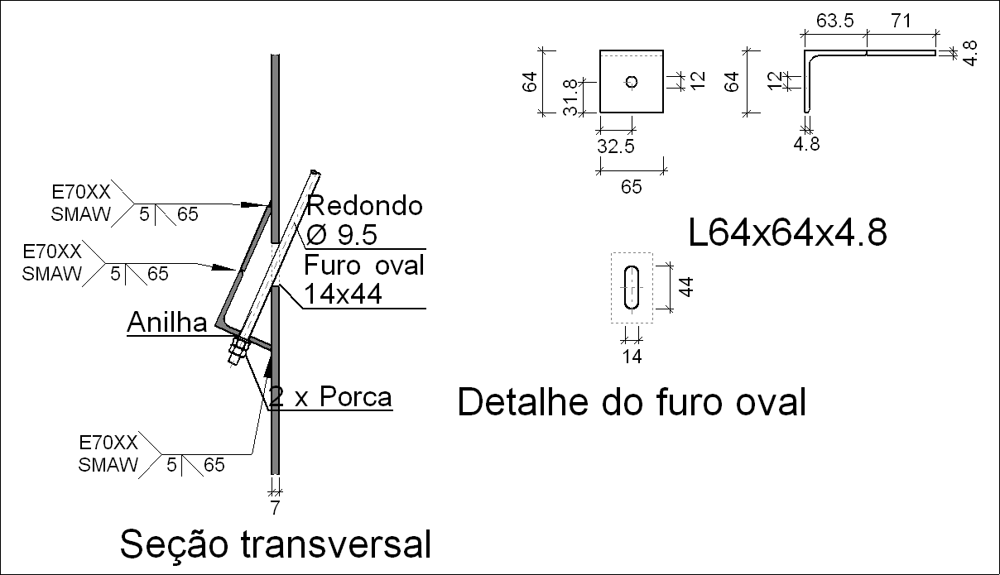 E70XX
SMAW
5
65
E70XX
SMAW
5
65
Redondo
Ø 9.5
Furo oval
14x44
Anilha
2 x Porca
E70XX
SMAW
5
65
7
Seção transversal
64
31.8
12
32.5
65
63.5
71
4.8
64
12
4.8
L64x64x4.8
44
14
Detalhe do furo oval